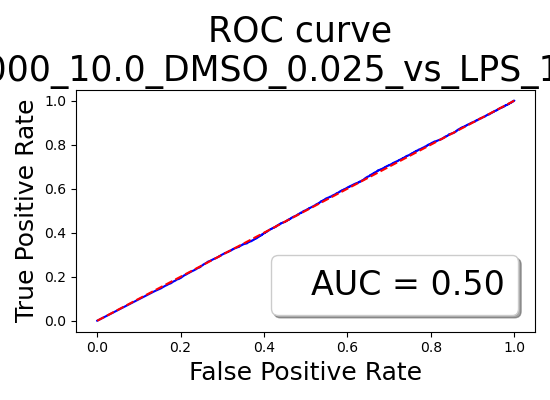 ROC curve
000_10.0_DMSO_0.025_vs_LPS_1
1.0
0.8
0.6
0.4
0.2
0.0
True Positive Rate
AUC = 0.50
0.0 0.2 0.4 0.6 0.8 1.0
False Positive Rate